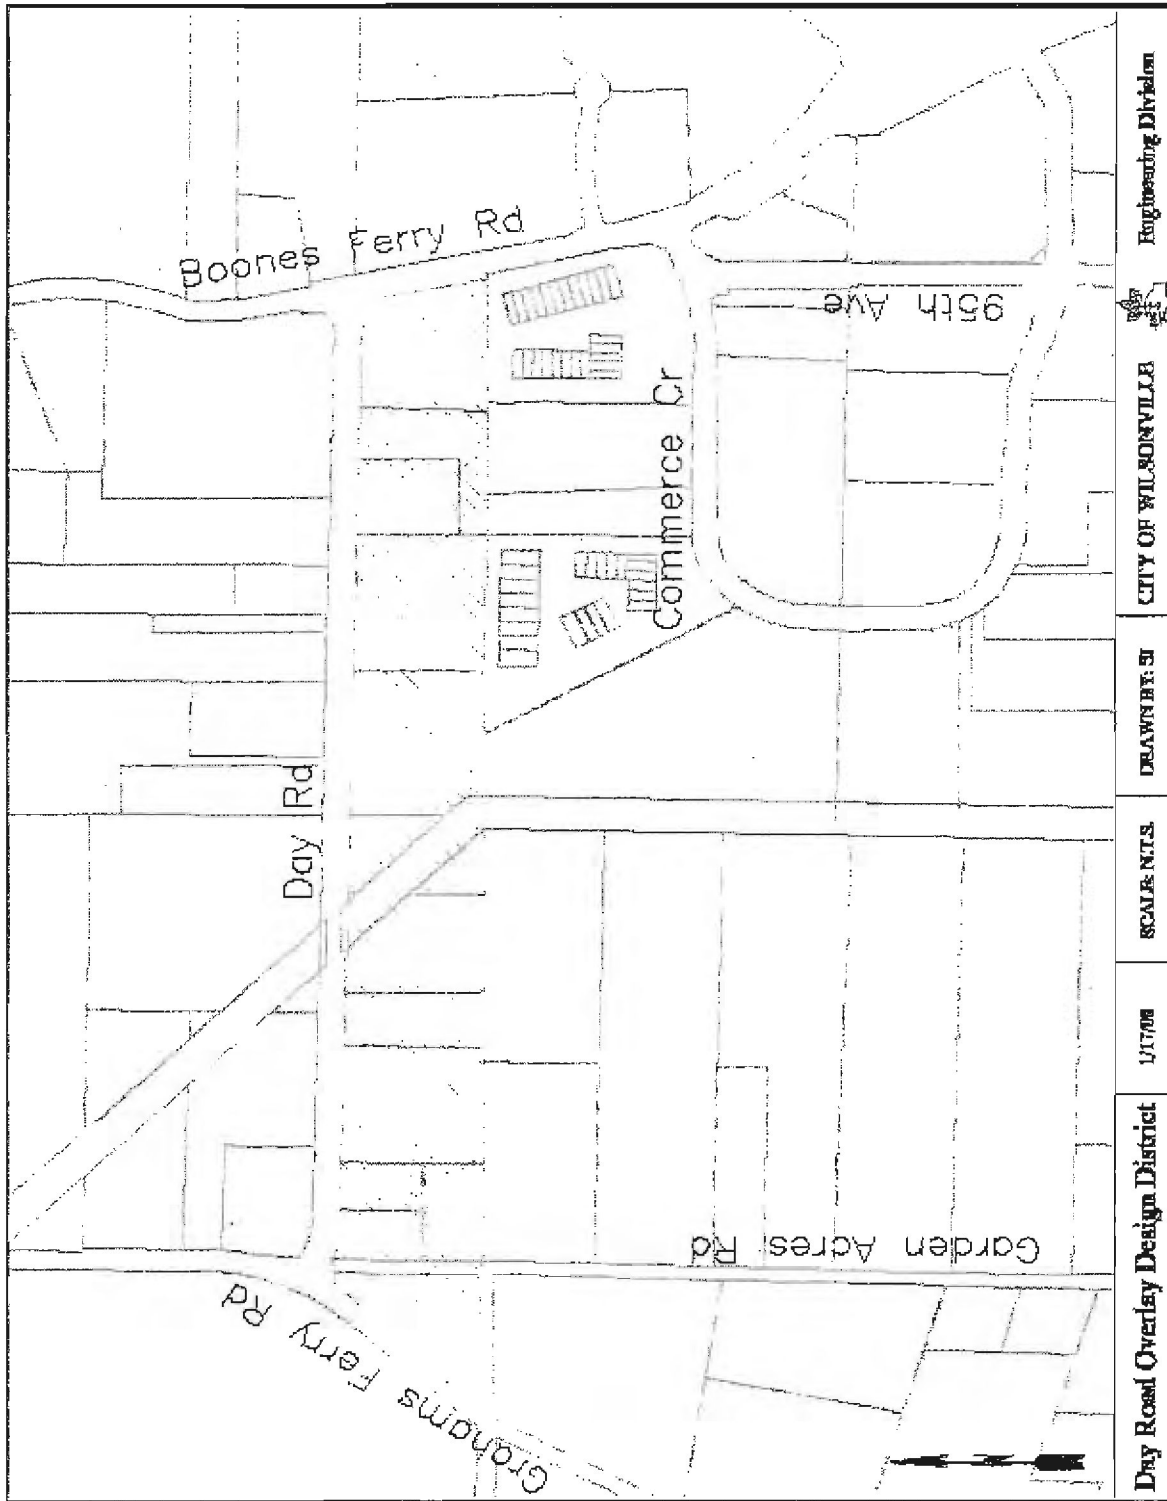 Boones Ferry Rd
Day Rd
Commerce Cr
95th Ave
Garden Acres Rd
Grahams Ferry Rd
Day Road Overlay Design District
SCALE: N.T.S.
CITY OF WILSONVILLE
Engineering Division